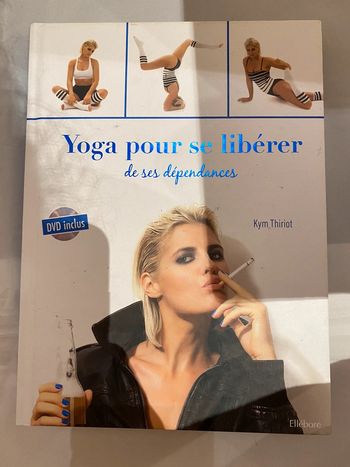 Yoga pour se libérer
de ses dépendances
DVD inclus
Kym Thiriot
Ellébore